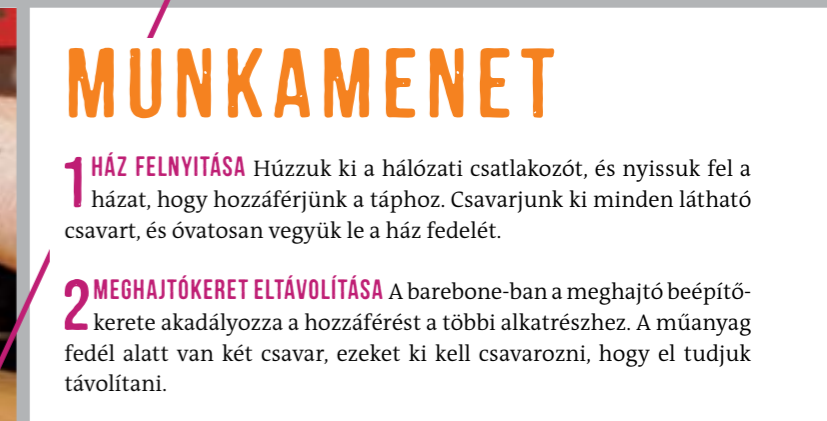 MUNKAMENET
1 HÁZ FELNYITÁSA Húzzuk ki a hálózati csatlakozót, és nyissuk fel a
házat, hogy hozzáférjünk a táphoz. Csavarjunk ki minden látható
csavart, és óvatosan vegyük le a ház fedelét.
2 MEGHAJTÓKERET ELTÁVOLÍTÁSA A barebone-ban a meghajtó beépítő-
kerete akadályozza a hozzáférést a többi alkatrészhez. A műanyag
fedél alatt van két csavar, ezeket ki kell csavarozni, hogy el tudjuk
távolítani.